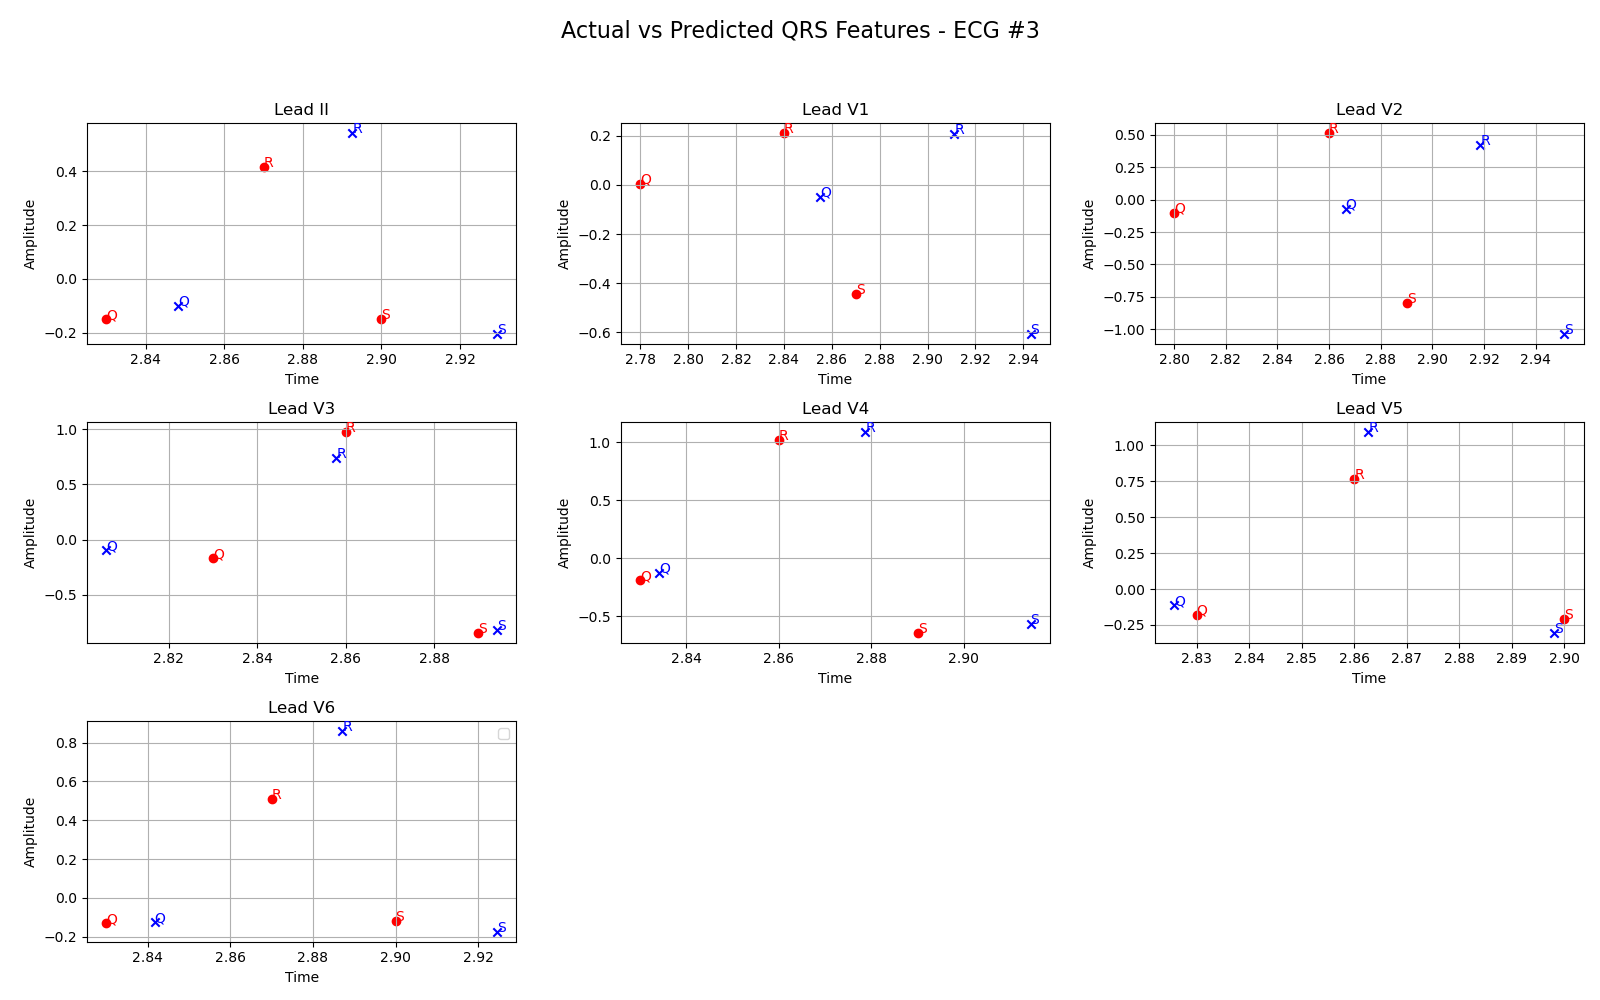 Actual vs Predicted QRS Features - ECG #3
Lead II
Amplitude
0.4
0.2
0.0
−0.2
Q
R
S
Q
R
S
2.84 2.86 2.88 2.90 2.92
Time
Lead V1
Amplitude
0.2
0.0
−0.2
−0.4
−0.6
Q
R
S
Q
R
S
2.78 2.80 2.82 2.84 2.86 2.88 2.90 2.92 2.94
Time
Lead V2
Amplitude
0.50
0.25
0.00
−0.25
−0.50
−0.75
−1.00
Q
R
S
Q
R
S
2.80 2.82 2.84 2.86 2.88 2.90 2.92 2.94
Time
Lead V3
Amplitude
1.0
0.5
0.0
−0.5
Q
R
S
Q
R
S
2.82 2.84 2.86 2.88
Time
Lead V4
Amplitude
1.0
0.5
0.0
−0.5
Q
R
S
Q
R
S
2.84 2.86 2.88 2.90
Time
Lead V5
Amplitude
1.00
0.75
0.50
0.25
0.00
−0.25
Q
R
S
Q
R
S
2.83 2.84 2.85 2.86 2.87 2.88 2.89 2.90
Time
Lead V6
Amplitude
0.8
0.6
0.4
0.2
0.0
−0.2
Q
R
S
Q
R
S
2.84 2.86 2.88 2.90 2.92
Time